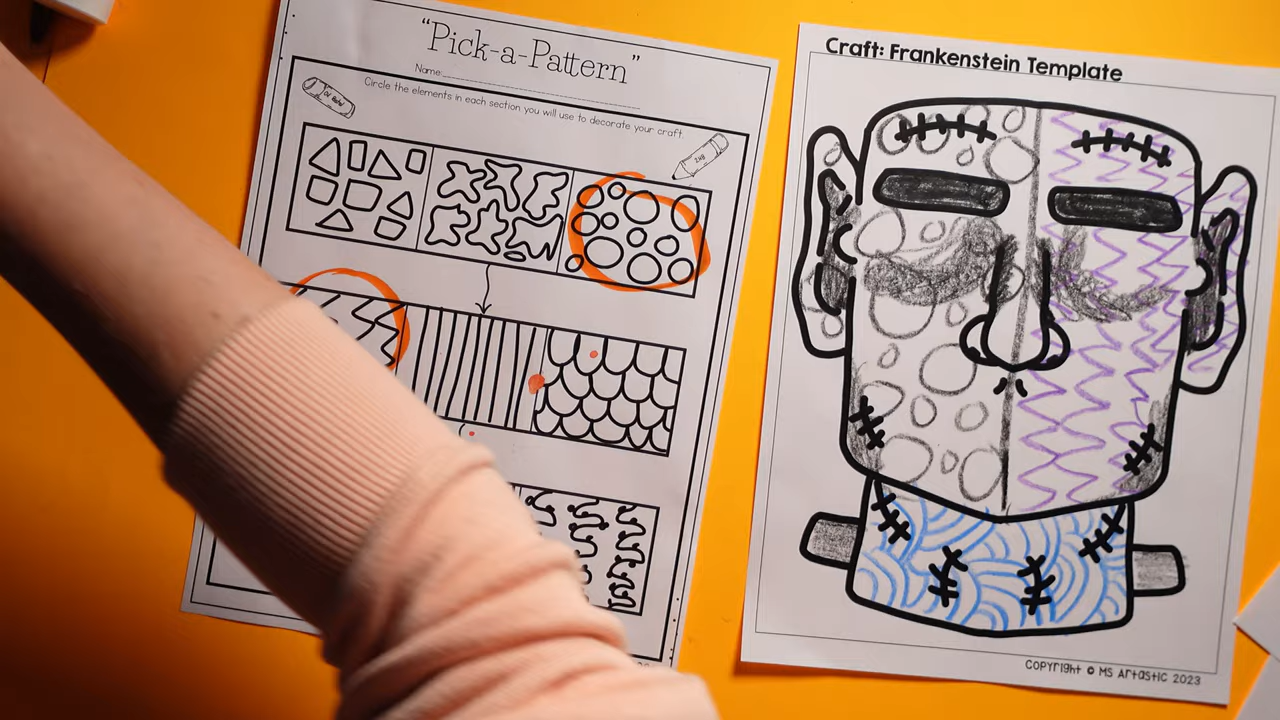 "Pick-a-Pattern"
Name:
Circle the elements in each section you will use to decorate your craft.
Oil Pastel
Craft: Frankenstein Template
Copyright © Ms Artastic 2023